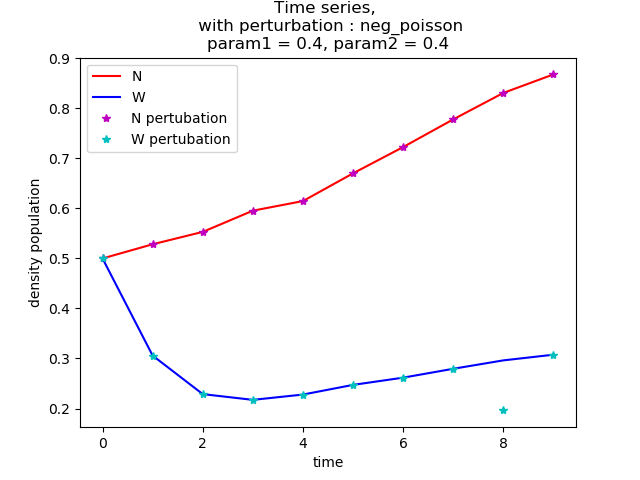 Time series,
with perturbation : neg_poisson
param1 = 0.4, param2 = 0.4
N
W
N pertubation
W pertubation
density population
0.9
0.8
0.7
0.6
0.5
0.4
0.3
0.2
0 2 4 6 8
time